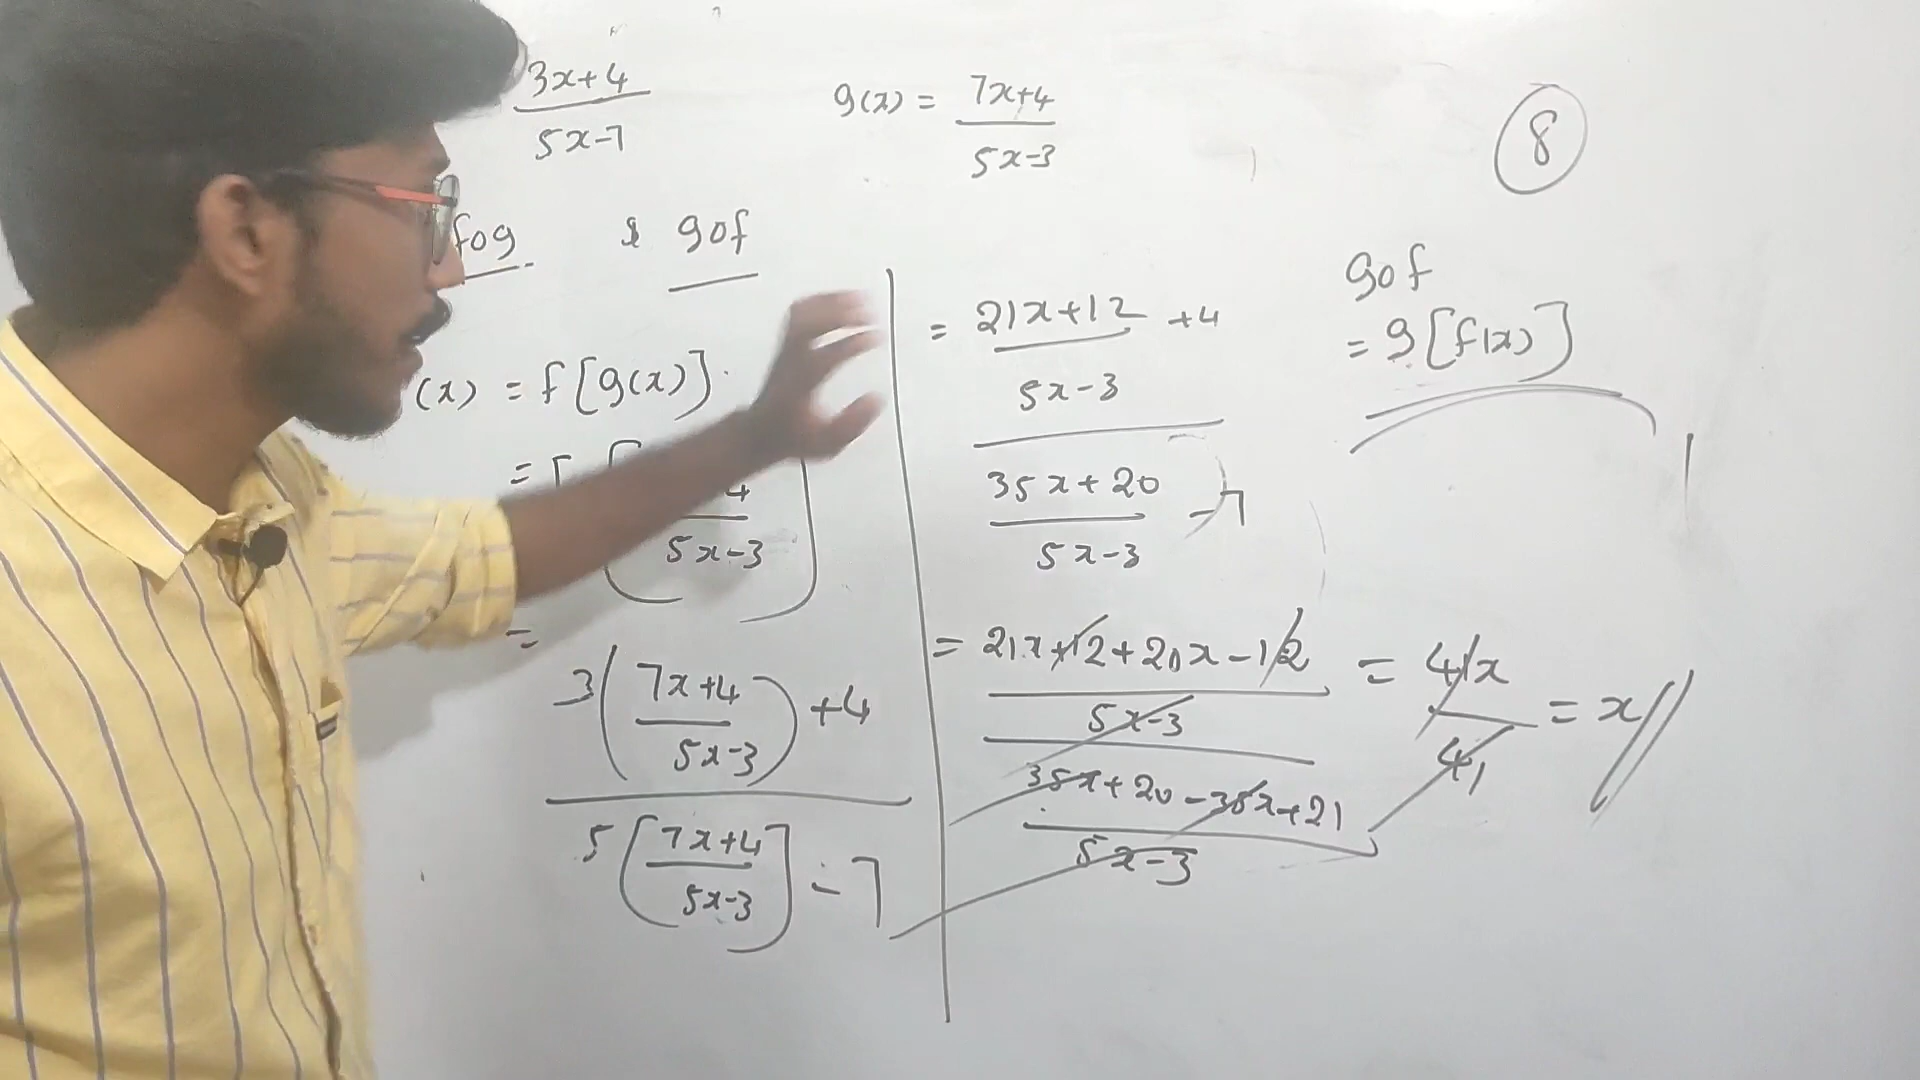 3x+4
5x-7
g(x) = 7x+4
5x-3
8
fog & gof
(x) = f[g(x)]
=
4
5x-3
=
3(7x+4
5x-3) +4
5[7x+4
5x-3] -7
= 21x+12 +4
5x-3
35x+20 -7
5x-3
= 21x+12+20x-12
5x-3
35x+20-35x+21
5x-3
= 41x
41
= x
gof
= g[f(x)]